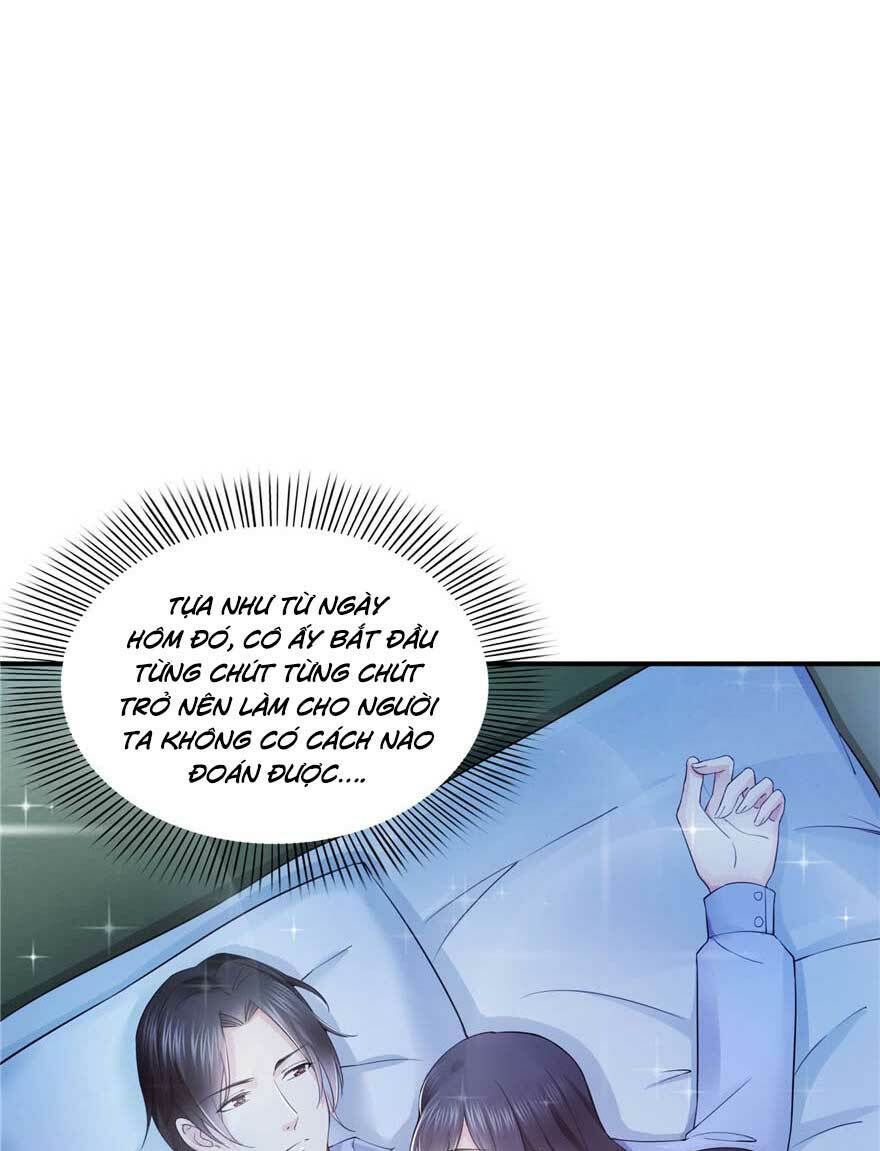 TỰA NHƯ TỪ NGÀY
HÔM ĐÓ, CÔ ẤY BẮT ĐẦU
TỪNG CHÚT TỪNG CHÚT
TRỞ NÊN LÀM CHO NGƯỜI
TA KHÔNG CÓ CÁCH NÀO
ĐOÁN ĐƯỢC....